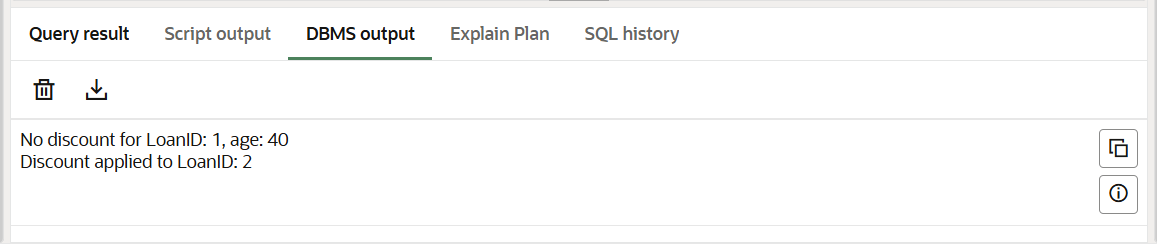 Query result Script output DBMS output Explain Plan SQL history
No discount for LoanID: 1, age: 40
Discount applied to LoanID: 2